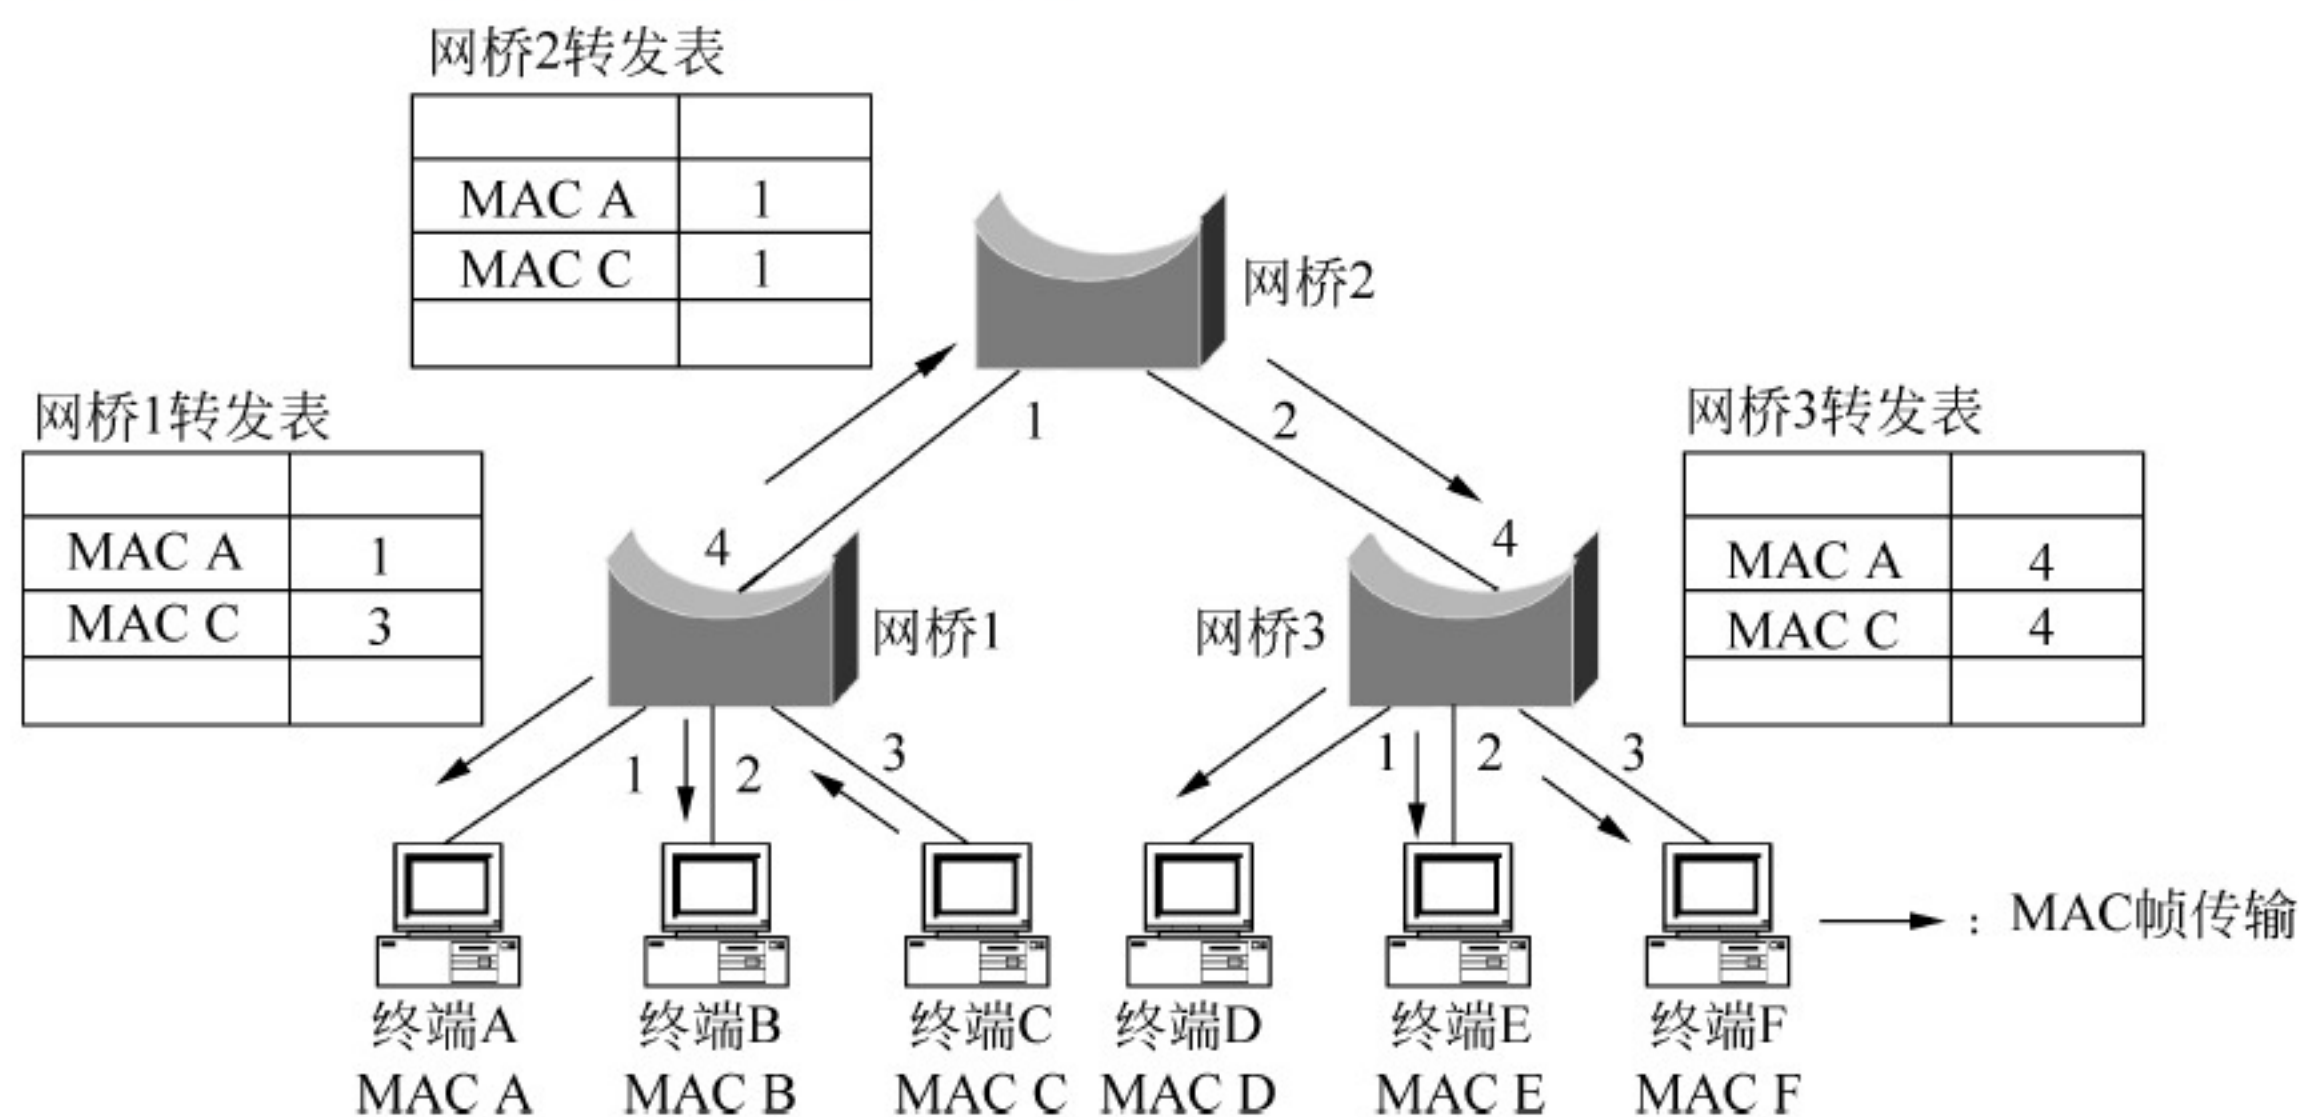 网桥2转发表
MAC A 1
MAC C 1
网桥2
1
2
网桥1转发表
MAC A 1
MAC C 3
网桥3转发表
MAC A 4
MAC C 4
4
4
网桥1
网桥3
1
2
3
1
2
3
: MAC帧传输
终端A
终端B
终端C
终端D
终端E
终端F
MAC A
MAC B
MAC C
MAC D
MAC E
MAC F